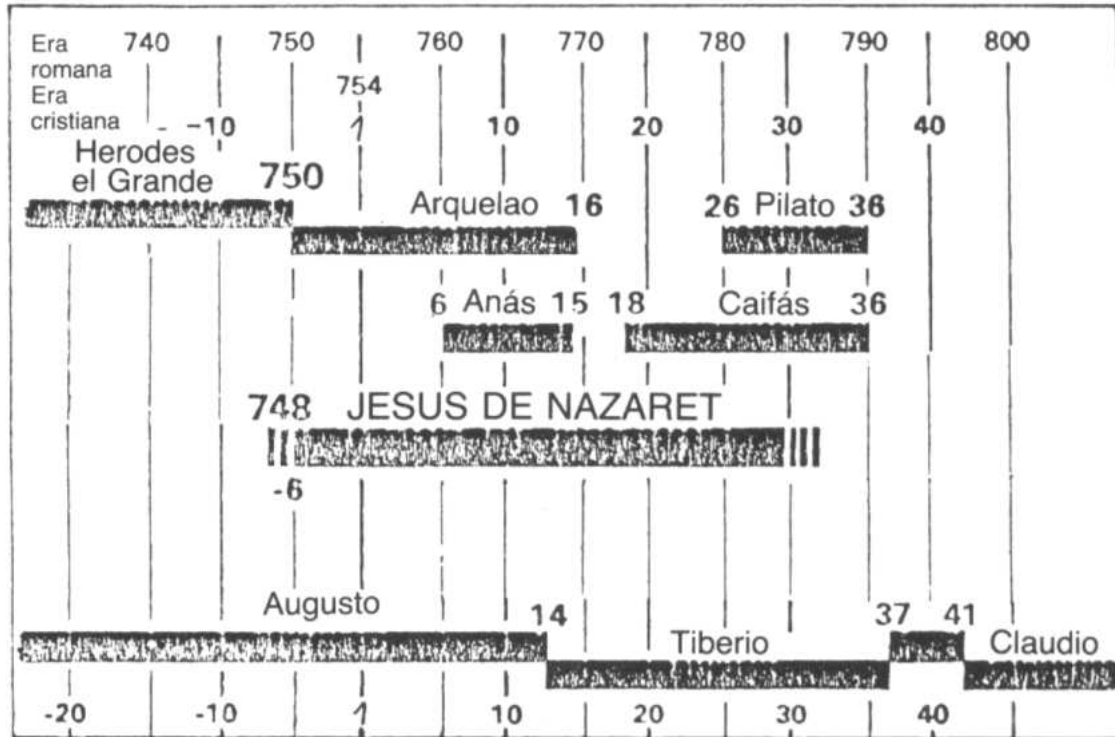 Era romana 740 750 760 770 780 790 800
754
Era cristiana -10 1 10 20 30 40
Herodes el Grande 750
Arquelao 16 26 Pilato 36
6 Anás 15 18 Caifás 36
748 JESUS DE NAZARET
-6
Augusto 14 37 41
Tiberio Claudio
-20 -10 1 10 20 30 40